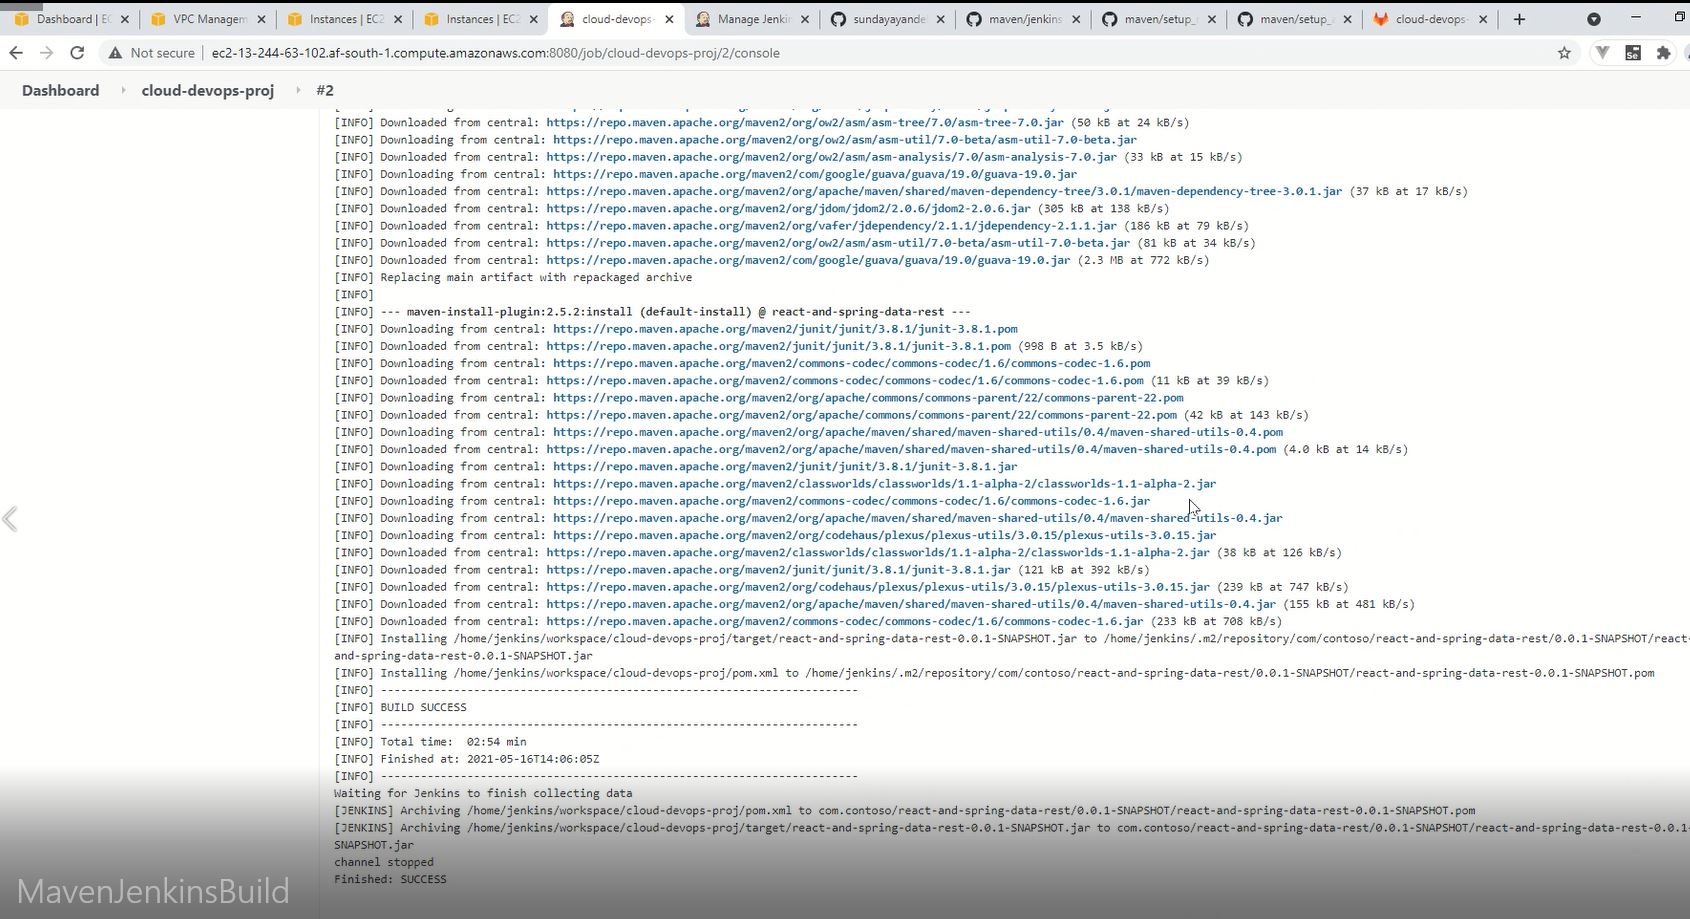 Dashboard | EC
VPC Managem
Instances | EC2
Instances | EC2
cloud-devops-
Manage Jenkin
sundayayande
maven/jenkins
maven/setup_
maven/setup_
cloud-devops-
Not secure | ec2-13-244-63-102.af-south-1.compute.amazonaws.com:8080/job/cloud-devops-proj/2/console
Dashboard
cloud-devops-proj
#2
[INFO] Downloaded from central: https://repo.maven.apache.org/maven2/org/ow2/asm/asm-tree/7.0/asm-tree-7.0.jar (50 kB at 24 kB/s)
[INFO] Downloading from central: https://repo.maven.apache.org/maven2/org/ow2/asm/asm-util/7.0-beta/asm-util-7.0-beta.jar
[INFO] Downloaded from central: https://repo.maven.apache.org/maven2/org/ow2/asm/asm-analysis/7.0/asm-analysis-7.0.jar (33 kB at 15 kB/s)
[INFO] Downloading from central: https://repo.maven.apache.org/maven2/com/google/guava/guava/19.0/guava-19.0.jar
[INFO] Downloaded from central: https://repo.maven.apache.org/maven2/org/apache/maven/shared/maven-dependency-tree/3.0.1/maven-dependency-tree-3.0.1.jar (37 kB at 17 kB/s)
[INFO] Downloaded from central: https://repo.maven.apache.org/maven2/org/jdom/jdom2/2.0.6/jdom2-2.0.6.jar (305 kB at 138 kB/s)
[INFO] Downloaded from central: https://repo.maven.apache.org/maven2/org/vafer/jdependency/2.1.1/jdependency-2.1.1.jar (186 kB at 79 kB/s)
[INFO] Downloaded from central: https://repo.maven.apache.org/maven2/org/ow2/asm/asm-util/7.0-beta/asm-util-7.0-beta.jar (81 kB at 34 kB/s)
[INFO] Downloaded from central: https://repo.maven.apache.org/maven2/com/google/guava/guava/19.0/guava-19.0.jar (2.3 MB at 772 kB/s)
[INFO] Replacing main artifact with repackaged archive
[INFO]
[INFO] --- maven-install-plugin:2.5.2:install (default-install) @ react-and-spring-data-rest ---
[INFO] Downloading from central: https://repo.maven.apache.org/maven2/junit/junit/3.8.1/junit-3.8.1.pom
[INFO] Downloaded from central: https://repo.maven.apache.org/maven2/junit/junit/3.8.1/junit-3.8.1.pom (998 B at 3.5 kB/s)
[INFO] Downloading from central: https://repo.maven.apache.org/maven2/commons-codec/commons-codec/1.6/commons-codec-1.6.pom
[INFO] Downloaded from central: https://repo.maven.apache.org/maven2/commons-codec/commons-codec/1.6/commons-codec-1.6.pom (11 kB at 39 kB/s)
[INFO] Downloading from central: https://repo.maven.apache.org/maven2/org/apache/commons/commons-parent/22/commons-parent-22.pom
[INFO] Downloaded from central: https://repo.maven.apache.org/maven2/org/apache/commons/commons-parent/22/commons-parent-22.pom (42 kB at 143 kB/s)
[INFO] Downloading from central: https://repo.maven.apache.org/maven2/org/apache/maven/shared/maven-shared-utils/0.4/maven-shared-utils-0.4.pom
[INFO] Downloaded from central: https://repo.maven.apache.org/maven2/org/apache/maven/shared/maven-shared-utils/0.4/maven-shared-utils-0.4.pom (4.0 kB at 14 kB/s)
[INFO] Downloading from central: https://repo.maven.apache.org/maven2/junit/junit/3.8.1/junit-3.8.1.jar
[INFO] Downloading from central: https://repo.maven.apache.org/maven2/classworlds/classworlds/1.1-alpha-2/classworlds-1.1-alpha-2.jar
[INFO] Downloading from central: https://repo.maven.apache.org/maven2/commons-codec/commons-codec/1.6/commons-codec-1.6.jar
[INFO] Downloading from central: https://repo.maven.apache.org/maven2/org/apache/maven/shared/maven-shared-utils/0.4/maven-shared-utils-0.4.jar
[INFO] Downloading from central: https://repo.maven.apache.org/maven2/org/codehaus/plexus/plexus-utils/3.0.15/plexus-utils-3.0.15.jar
[INFO] Downloaded from central: https://repo.maven.apache.org/maven2/classworlds/classworlds/1.1-alpha-2/classworlds-1.1-alpha-2.jar (38 kB at 126 kB/s)
[INFO] Downloaded from central: https://repo.maven.apache.org/maven2/junit/junit/3.8.1/junit-3.8.1.jar (121 kB at 392 kB/s)
[INFO] Downloaded from central: https://repo.maven.apache.org/maven2/org/codehaus/plexus/plexus-utils/3.0.15/plexus-utils-3.0.15.jar (239 kB at 747 kB/s)
[INFO] Downloaded from central: https://repo.maven.apache.org/maven2/org/apache/maven/shared/maven-shared-utils/0.4/maven-shared-utils-0.4.jar (155 kB at 481 kB/s)
[INFO] Downloaded from central: https://repo.maven.apache.org/maven2/commons-codec/commons-codec/1.6/commons-codec-1.6.jar (233 kB at 708 kB/s)
[INFO] Installing /home/jenkins/workspace/cloud-devops-proj/target/react-and-spring-data-rest-0.0.1-SNAPSHOT.jar to /home/jenkins/.m2/repository/com/contoso/react-and-spring-data-rest/0.0.1-SNAPSHOT/react-
and-spring-data-rest-0.0.1-SNAPSHOT.jar
[INFO] Installing /home/jenkins/workspace/cloud-devops-proj/pom.xml to /home/jenkins/.m2/repository/com/contoso/react-and-spring-data-rest/0.0.1-SNAPSHOT/react-and-spring-data-rest-0.0.1-SNAPSHOT.pom
[INFO] ------------------------------------------------------------------------
[INFO] BUILD SUCCESS
[INFO] ------------------------------------------------------------------------
[INFO] Total time:  02:54 min
[INFO] Finished at: 2021-05-16T14:06:05Z
[INFO] ------------------------------------------------------------------------
Waiting for Jenkins to finish collecting data
[JENKINS] Archiving /home/jenkins/workspace/cloud-devops-proj/pom.xml to com.contoso/react-and-spring-data-rest/0.0.1-SNAPSHOT/react-and-spring-data-rest-0.0.1-SNAPSHOT.pom
[JENKINS] Archiving /home/jenkins/workspace/cloud-devops-proj/target/react-and-spring-data-rest-0.0.1-SNAPSHOT.jar to com.contoso/react-and-spring-data-rest/0.0.1-SNAPSHOT/react-and-spring-data-rest-0.0.1-
SNAPSHOT.jar
channel stopped
Finished: SUCCESS
MavenJenkinsBuild